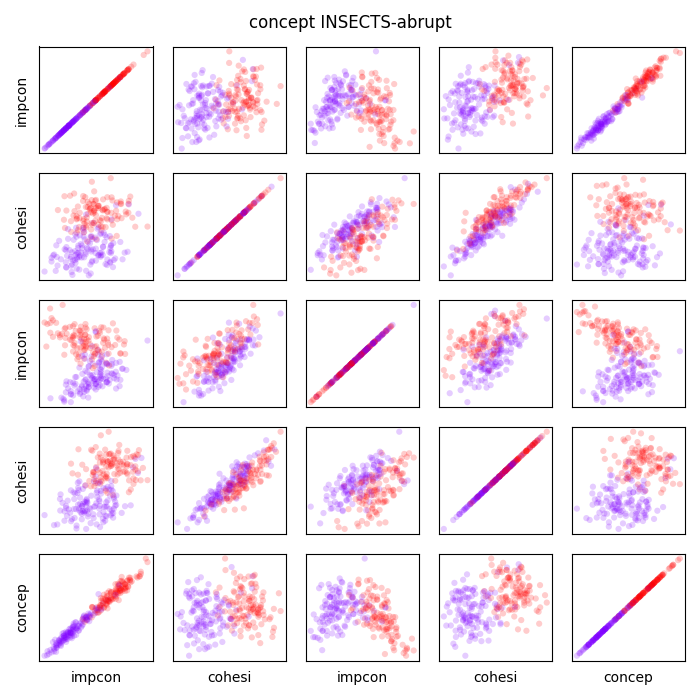 concept INSECTS-abrupt
impcon
cohesi
impcon
cohesi
concep
impcon cohesi impcon cohesi concep